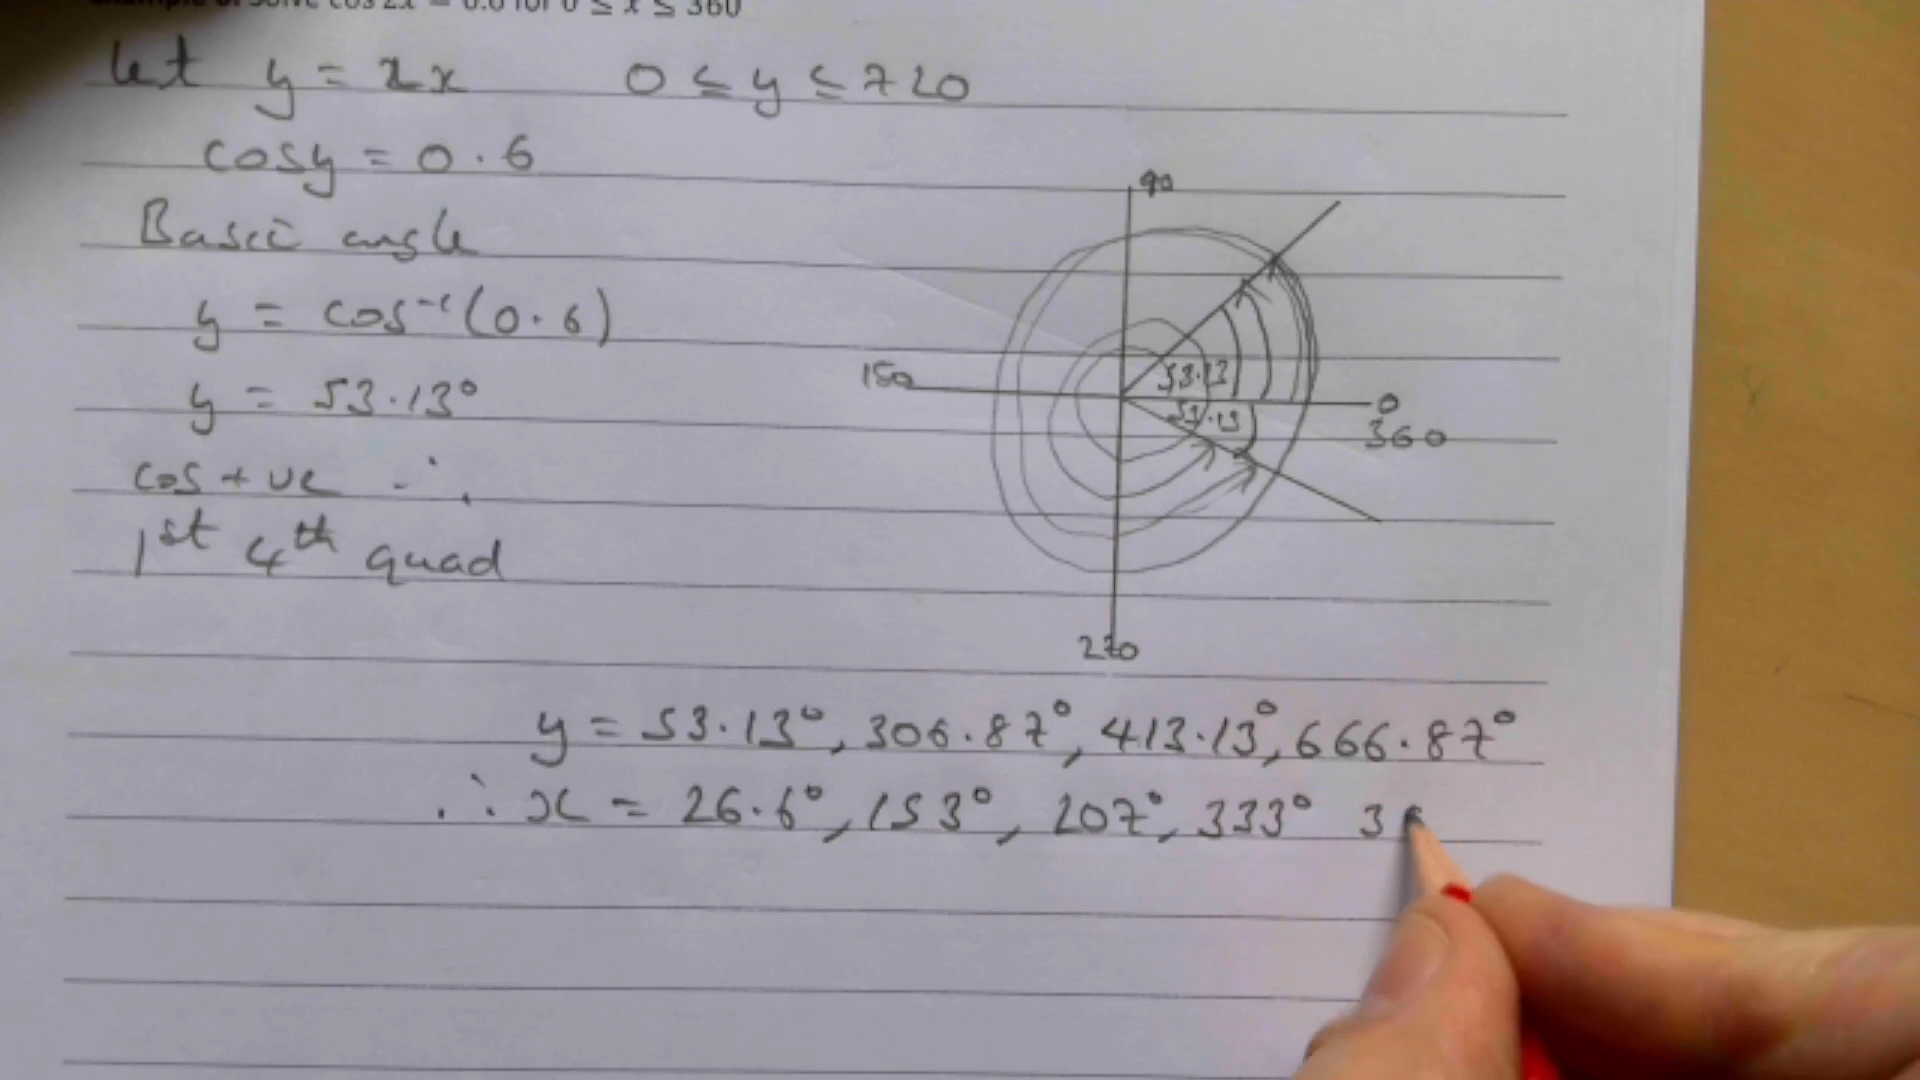 let y = 2x 0 ≤ y ≤ 720
cosy = 0.6
Basic angle
y = cos⁻¹(0.6)
y = 53.13°
cos +ve ∴
1st 4th quad
90
180
53.13
53.13
0
360
270
y = 53.13°, 306.87°, 413.13°, 666.87°
∴ x = 26.6°, 153°, 207°, 333° 3